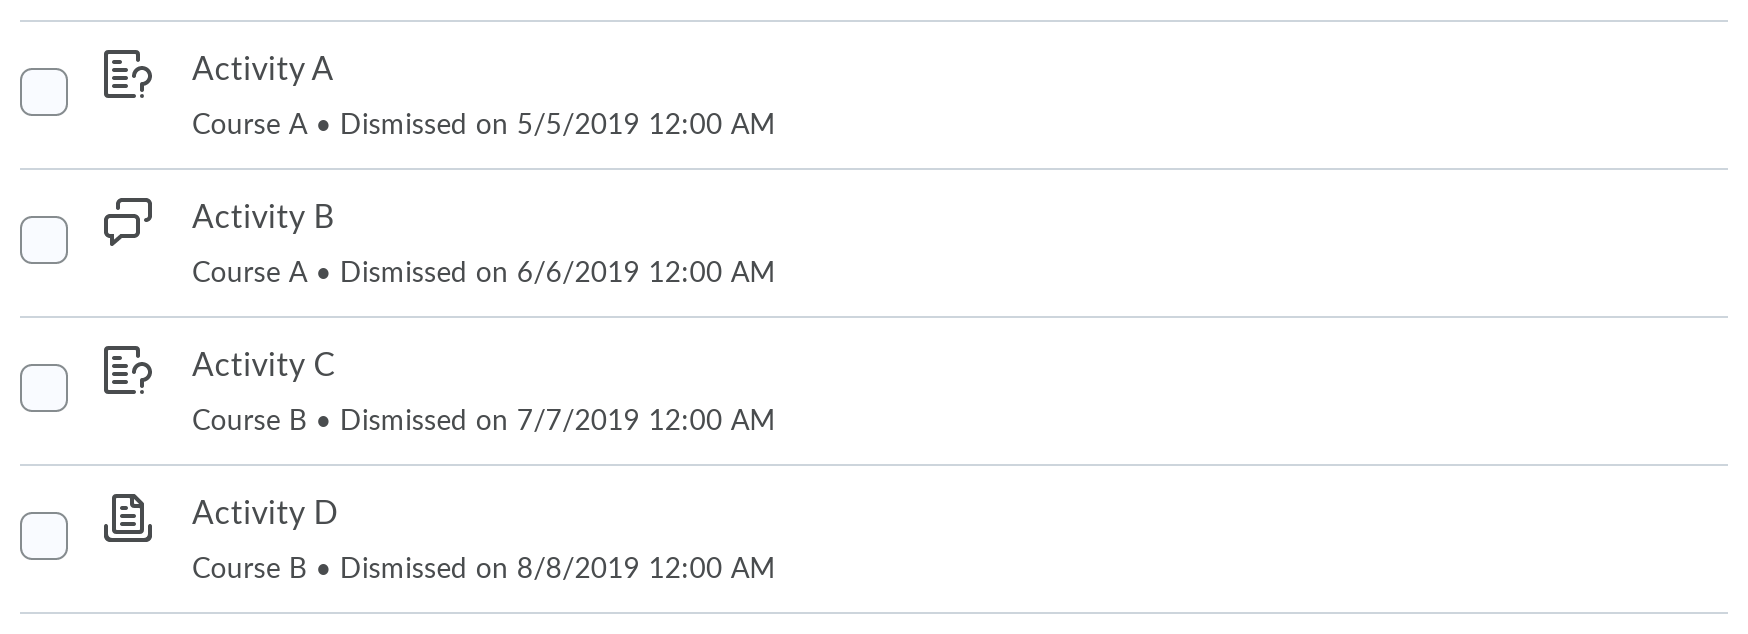 Activity A
Course A • Dismissed on 5/5/2019 12:00 AM
Activity B
Course A • Dismissed on 6/6/2019 12:00 AM
Activity C
Course B • Dismissed on 7/7/2019 12:00 AM
Activity D
Course B • Dismissed on 8/8/2019 12:00 AM